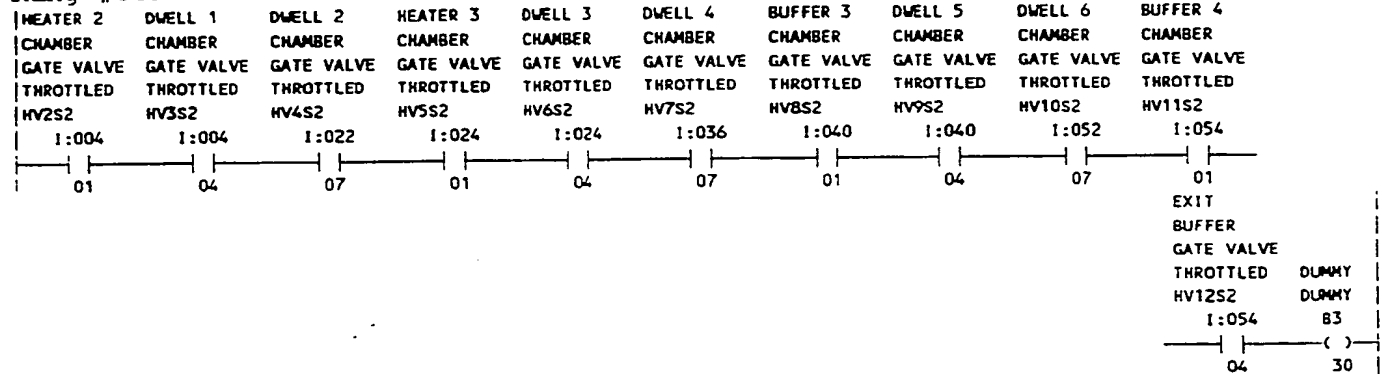 HEATER 2 DWELL 1 DWELL 2 HEATER 3 DWELL 3 DWELL 4 BUFFER 3 DWELL 5 DWELL 6 BUFFER 4
CHAMBER CHAMBER CHAMBER CHAMBER CHAMBER CHAMBER CHAMBER CHAMBER CHAMBER CHAMBER
GATE VALVE GATE VALVE GATE VALVE GATE VALVE GATE VALVE GATE VALVE GATE VALVE GATE VALVE GATE VALVE GATE VALVE
THROTTLED THROTTLED THROTTLED THROTTLED THROTTLED THROTTLED THROTTLED THROTTLED THROTTLED THROTTLED
HV2S2 HV3S2 HV4S2 HV5S2 HV6S2 HV7S2 HV8S2 HV9S2 HV10S2 HV11S2
I:004 I:004 I:022 I:024 I:024 I:036 I:040 I:040 I:052 I:054
01 04 07 01 04 07 01 04 07 01
EXIT
BUFFER
GATE VALVE
THROTTLED DUMMY
HV12S2 DUMMY
I:054 B3
( )
04 30